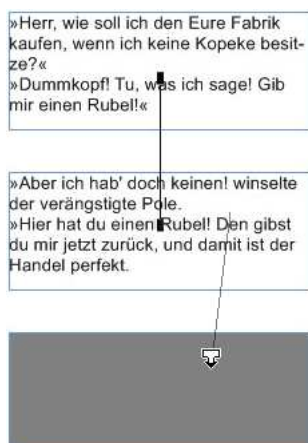 »Herr, wie soll ich den Eure Fabrik
kaufen, wenn ich keine Kopeke besit-
ze?«
»Dummkopf! Tu, was ich sage! Gib
mir einen Rubel!«
»Aber ich hab' doch keinen! winselte
der verängstigte Pole.
»Hier hat du einen Rubel! Den gibst
du mir jetzt zurück, und damit ist der
Handel perfekt.